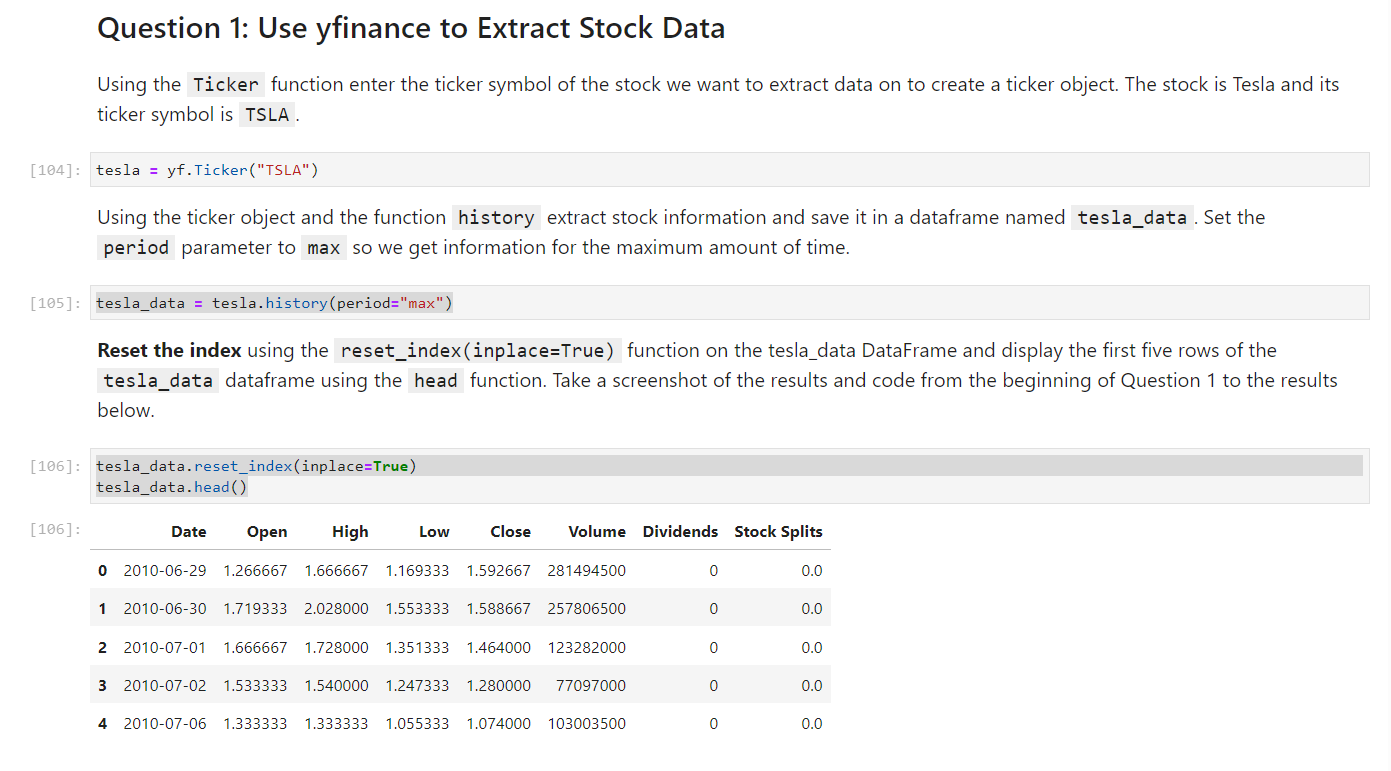 Question 1: Use yfinance to Extract Stock Data
Using the Ticker function enter the ticker symbol of the stock we want to extract data on to create a ticker object. The stock is Tesla and its
ticker symbol is TSLA .
[104]: tesla = yf.Ticker("TSLA")
Using the ticker object and the function history extract stock information and save it in a dataframe named tesla_data . Set the
period parameter to max so we get information for the maximum amount of time.
[105]: tesla_data = tesla.history(period="max")
Reset the index using the reset_index(inplace=True) function on the tesla_data DataFrame and display the first five rows of the
tesla_data dataframe using the head function. Take a screenshot of the results and code from the beginning of Question 1 to the results
below.
[106]: tesla_data.reset_index(inplace=True)
tesla_data.head()
[106]: Date Open High Low Close Volume Dividends Stock Splits
0 2010-06-29 1.266667 1.666667 1.169333 1.592667 281494500 0 0.0
1 2010-06-30 1.719333 2.028000 1.553333 1.588667 257806500 0 0.0
2 2010-07-01 1.666667 1.728000 1.351333 1.464000 123282000 0 0.0
3 2010-07-02 1.533333 1.540000 1.247333 1.280000 77097000 0 0.0
4 2010-07-06 1.333333 1.333333 1.055333 1.074000 103003500 0 0.0